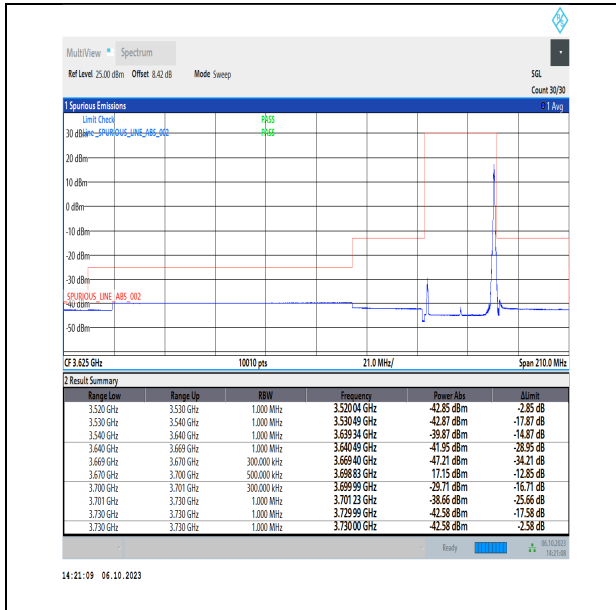 MultiView Spectrum
Ref Level 25.00 dBm Offset 8.42 dB Mode Sweep SGL
Count 30/30
1 Spurious Emissions 1 Avg
Limit Check PASS
30 dBm Line _SPURIOUS_LINE_ABS_002 PASS
20 dBm
10 dBm
0 dBm
-10 dBm
-20 dBm
-30 dBm
_SPURIOUS_LINE_ABS_002
-40 dBm
-50 dBm
CF 3.625 GHz 10010 pts 21.0 MHz/ Span 210.0 MHz
2 Result Summary
Range Low Range Up RBW Frequency Power Abs ΔLimit
3.520 GHz 3.530 GHz 1.000 MHz 3.52004 GHz -42.85 dBm -2.85 dB
3.530 GHz 3.540 GHz 1.000 MHz 3.53049 GHz -42.87 dBm -17.87 dB
3.540 GHz 3.640 GHz 1.000 MHz 3.63934 GHz -39.87 dBm -14.87 dB
3.640 GHz 3.669 GHz 1.000 MHz 3.64049 GHz -41.95 dBm -28.95 dB
3.669 GHz 3.670 GHz 300.000 kHz 3.66940 GHz -47.21 dBm -34.21 dB
3.670 GHz 3.700 GHz 500.000 kHz 3.69883 GHz 17.15 dBm -12.85 dB
3.700 GHz 3.701 GHz 300.000 kHz 3.69999 GHz -29.71 dBm -16.71 dB
3.701 GHz 3.730 GHz 1.000 MHz 3.70123 GHz -38.66 dBm -25.66 dB
3.730 GHz 3.730 GHz 1.000 MHz 3.72999 GHz -42.58 dBm -17.58 dB
3.730 GHz 3.730 GHz 1.000 MHz 3.73000 GHz -42.58 dBm -2.58 dB
Ready 06.10.2023
14:21:08
14:21:09 06.10.2023